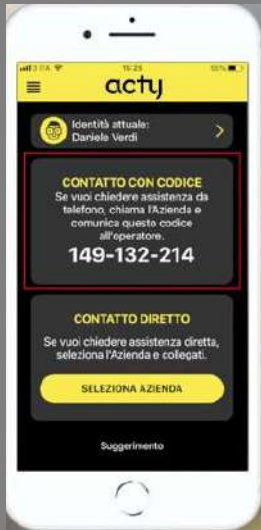 15:25
55%
acty
Identità attuale:
Daniele Verdi
CONTATTO CON CODICE
Se vuoi chiedere assistenza da
telefono, chiama l'Azienda e
comunica questo codice
all'operatore.
149-132-214
CONTATTO DIRETTO
Se vuoi chiedere assistenza diretta,
seleziona l'Azienda e collegati.
SELEZIONA AZIENDA
Suggerimento